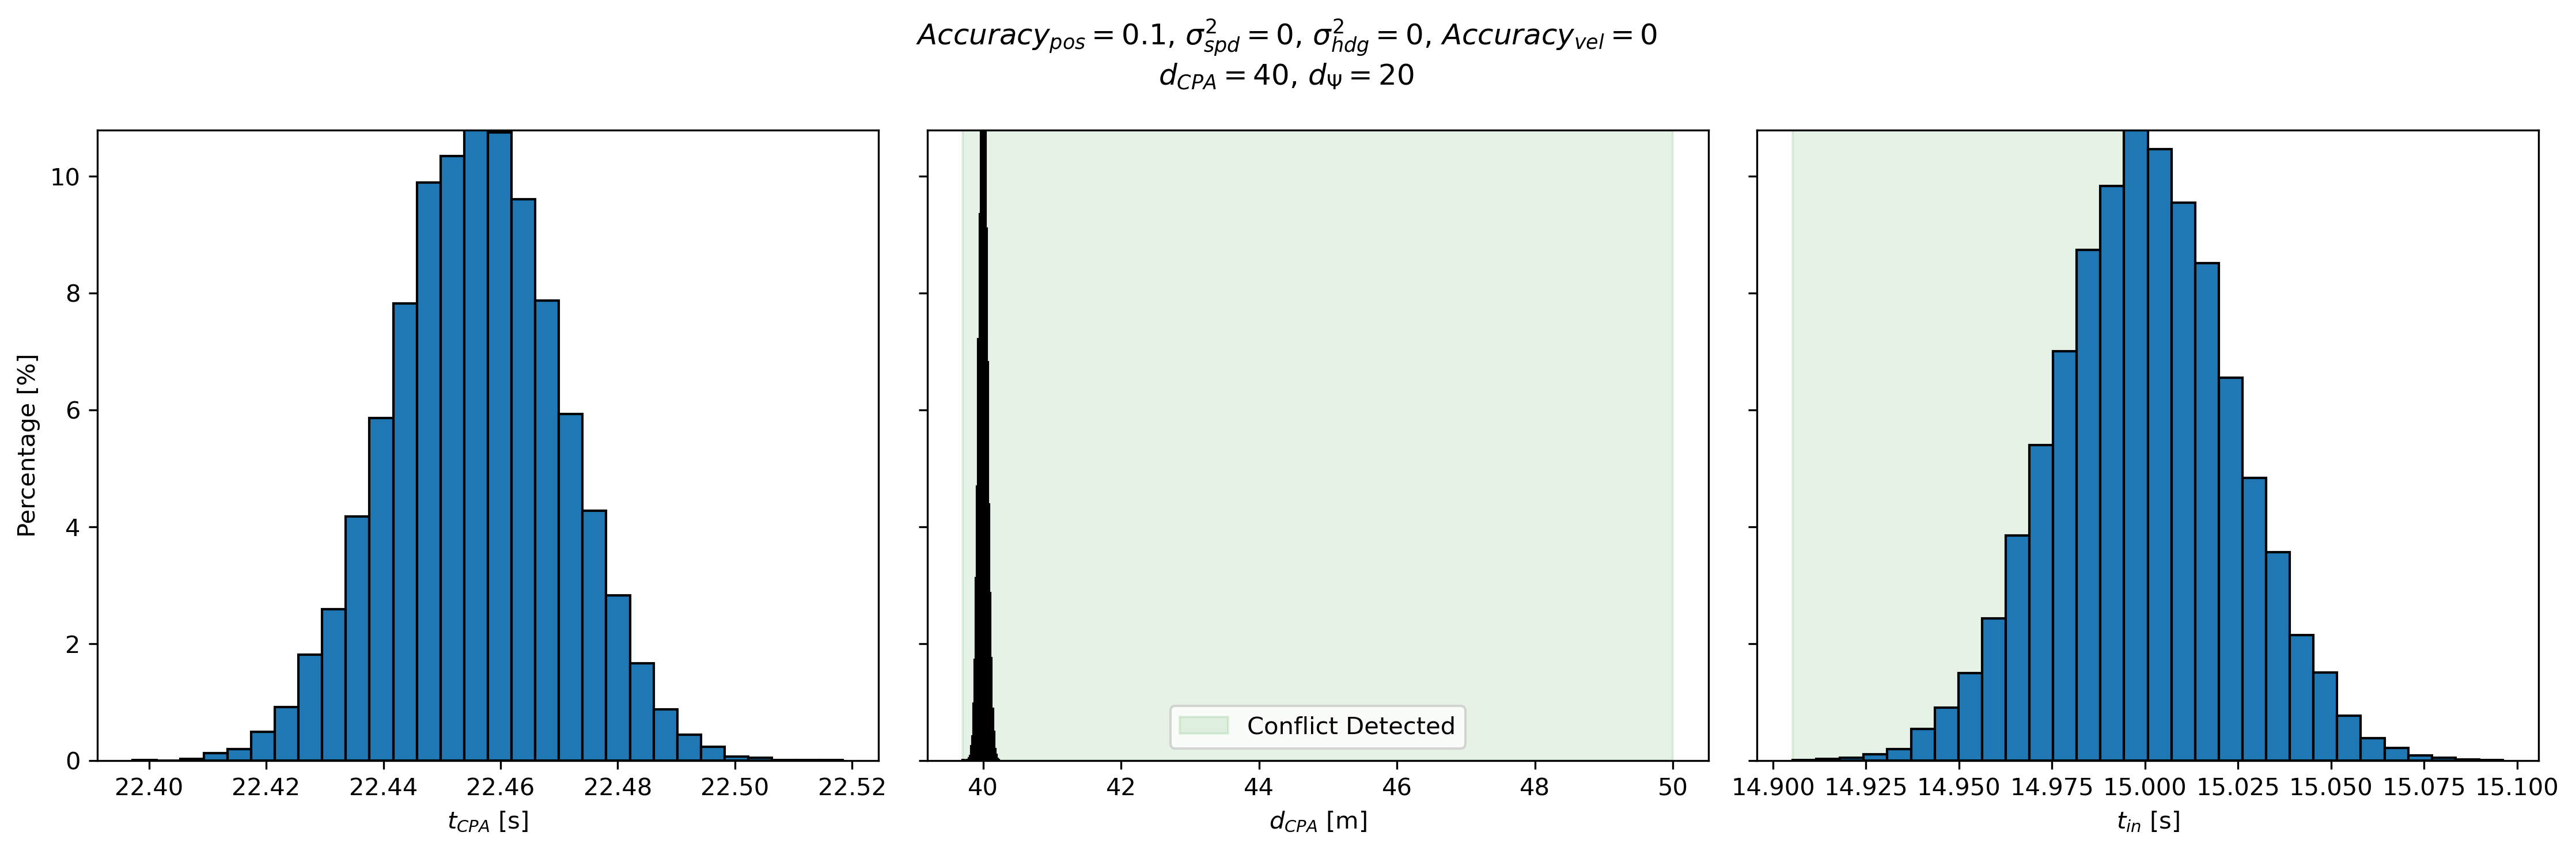 Accuracy_pos = 0.1, σ²_spd = 0, σ²_hdg = 0, Accuracy_vel = 0
d_CPA = 40, d_Ψ = 20
Percentage [%]
10
8
6
4
2
0
22.40 22.42 22.44 22.46 22.48 22.50 22.52
t_CPA [s]
Conflict Detected
40 42 44 46 48 50
d_CPA [m]
14.900 14.925 14.950 14.975 15.000 15.025 15.050 15.075 15.100
t_in [s]